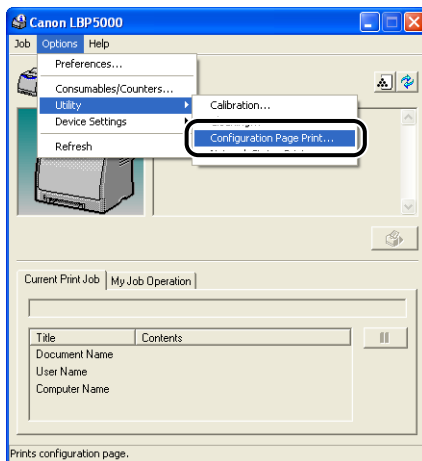 Canon LBP5000
Job Options Help
Preferences...
Consumables/Counters...
Utility
Device Settings
Refresh
Calibration...
Configuration Page Print...
Current Print Job My Job Operation
Title Contents
Document Name
User Name
Computer Name
Prints configuration page.